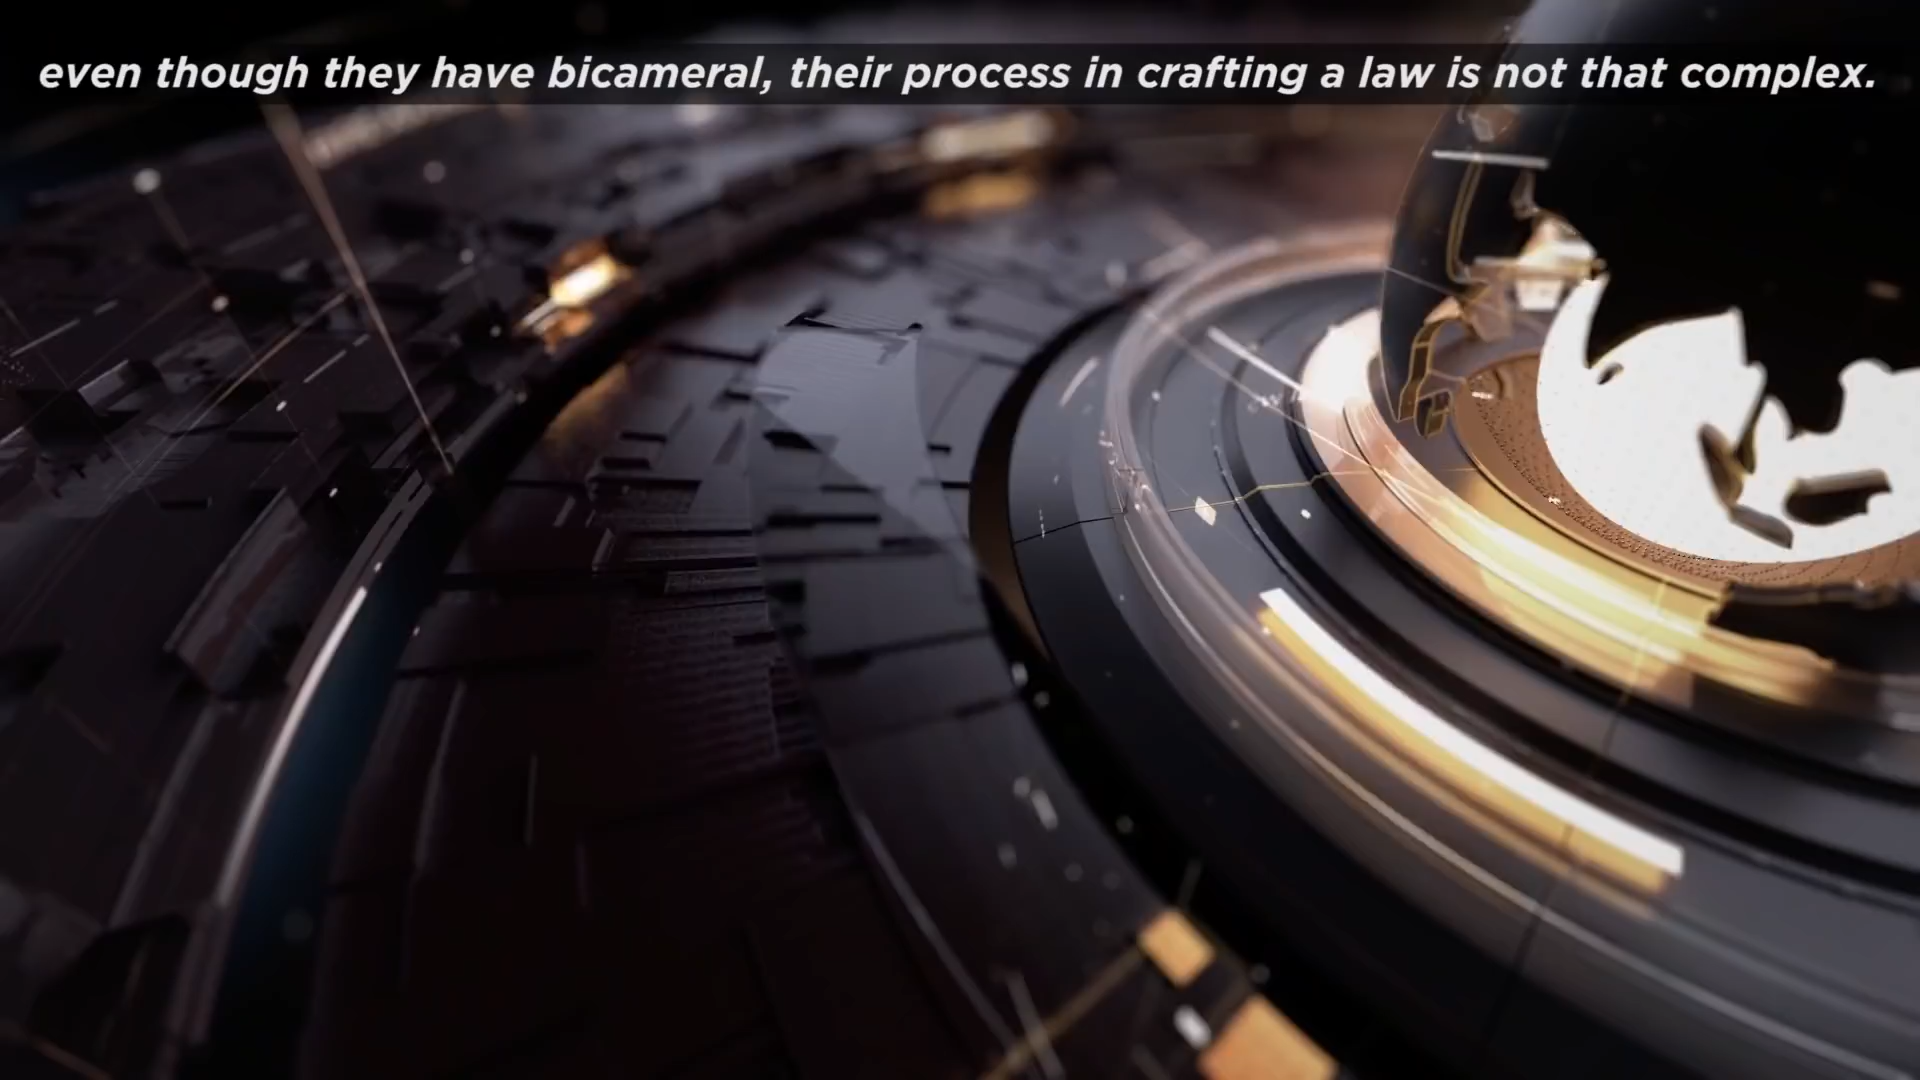 even though they have bicameral, their process in crafting a law is not that complex.